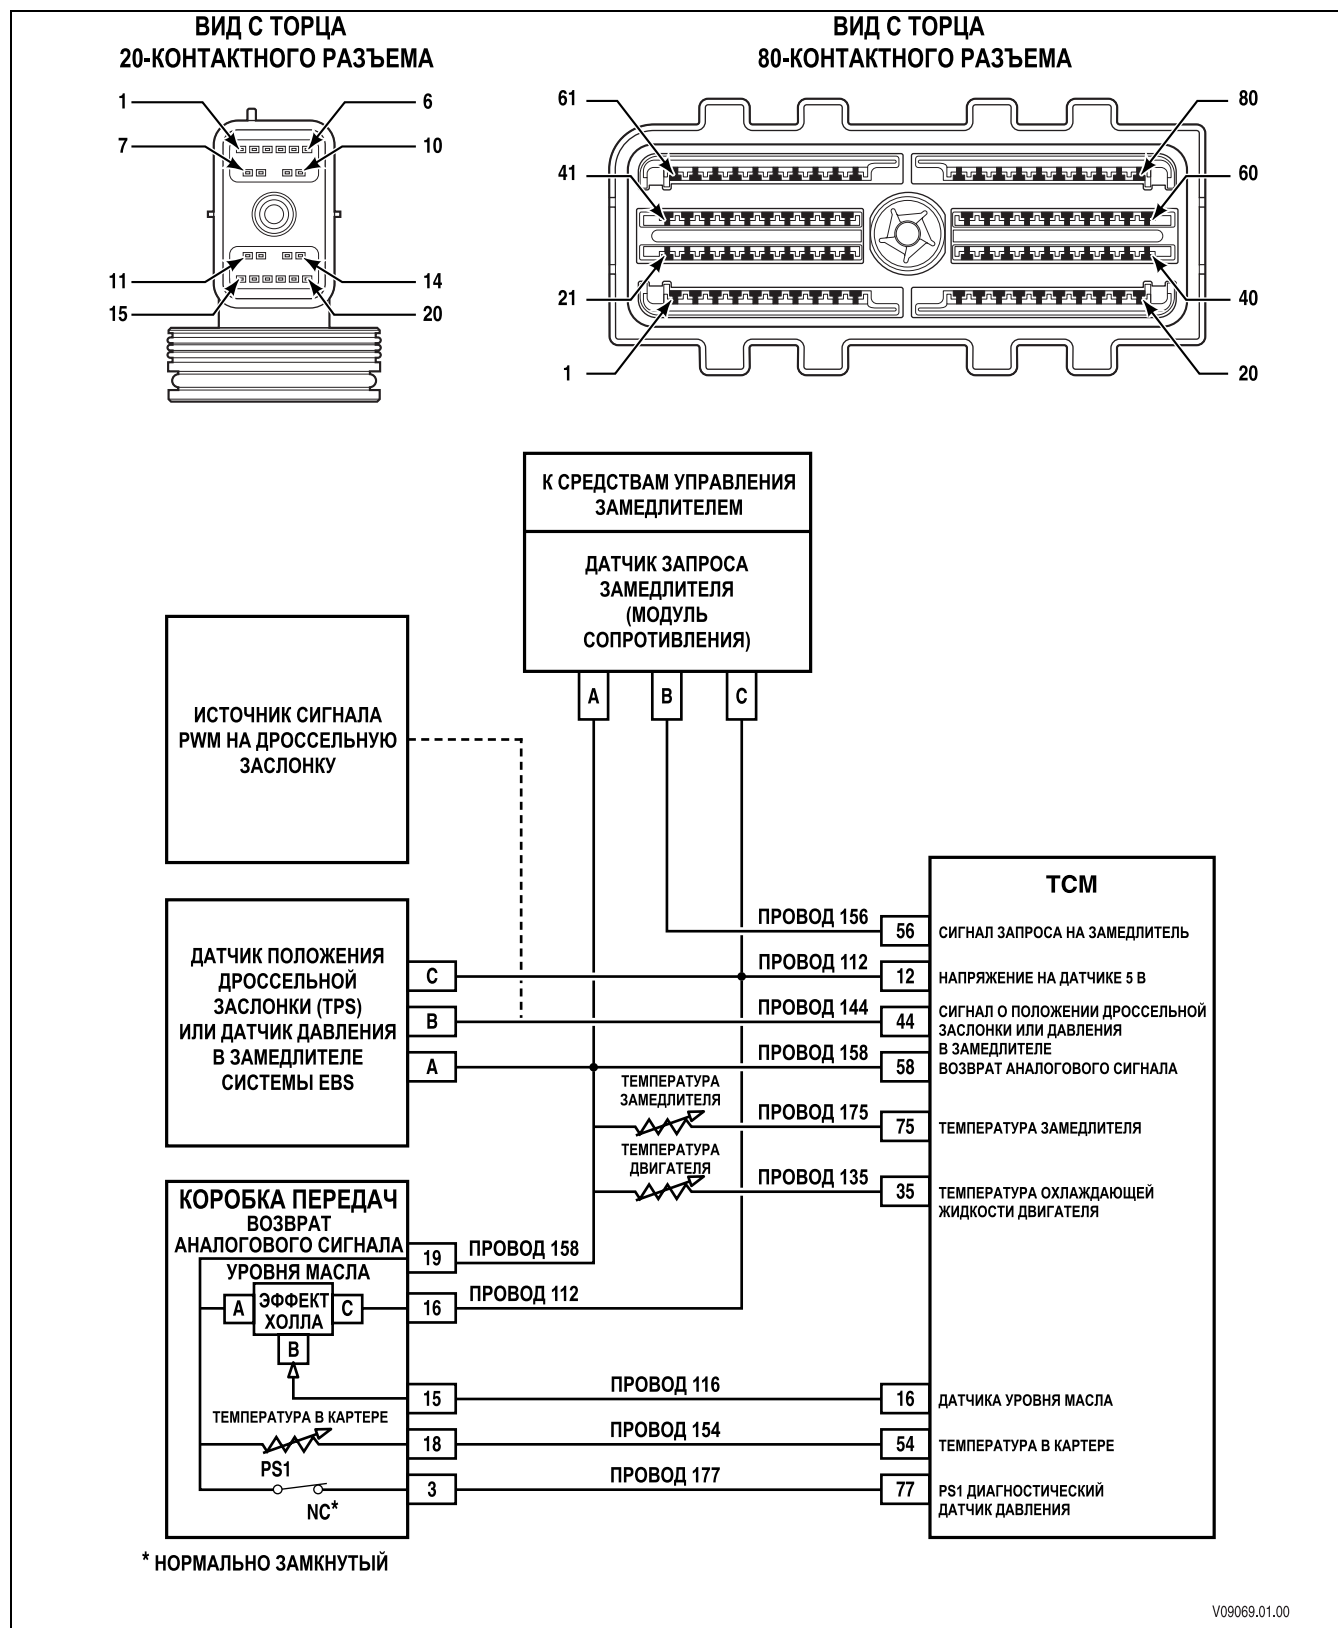 ВИД С ТОРЦА
20-КОНТАКТНОГО РАЗЪЕМА
ВИД С ТОРЦА
80-КОНТАКТНОГО РАЗЪЕМА
1
6
7
10
11
14
15
20
61
80
41
60
21
40
1
20
К СРЕДСТВАМ УПРАВЛЕНИЯ
ЗАМЕДЛИТЕЛЕМ
ДАТЧИК ЗАПРОСА
ЗАМЕДЛИТЕЛЯ
(МОДУЛЬ
СОПРОТИВЛЕНИЯ)
A
B
C
ИСТОЧНИК СИГНАЛА
PWM НА ДРОССЕЛЬНУЮ
ЗАСЛОНКУ
ДАТЧИК ПОЛОЖЕНИЯ
ДРОССЕЛЬНОЙ
ЗАСЛОНКИ (TPS)
ИЛИ ДАТЧИК ДАВЛЕНИЯ
В ЗАМЕДЛИТЕЛЕ
СИСТЕМЫ EBS
C
B
A
TCM
ПРОВОД 156
56
СИГНАЛ ЗАПРОСА НА ЗАМЕДЛИТЕЛЬ
ПРОВОД 112
12
НАПРЯЖЕНИЕ НА ДАТЧИКЕ 5 В
ПРОВОД 144
44
СИГНАЛ О ПОЛОЖЕНИИ ДРОССЕЛЬНОЙ
ЗАСЛОНКИ ИЛИ ДАВЛЕНИЯ
В ЗАМЕДЛИТЕЛЕ
ПРОВОД 158
58
ВОЗВРАТ АНАЛОГОВОГО СИГНАЛА
ТЕМПЕРАТУРА
ЗАМЕДЛИТЕЛЯ
ПРОВОД 175
75
ТЕМПЕРАТУРА ЗАМЕДЛИТЕЛЯ
ТЕМПЕРАТУРА
ДВИГАТЕЛЯ
ПРОВОД 135
35
ТЕМПЕРАТУРА ОХЛАЖДАЮЩЕЙ
ЖИДКОСТИ ДВИГАТЕЛЯ
КОРОБКА ПЕРЕДАЧ
ВОЗВРАТ
АНАЛОГОВОГО СИГНАЛА
19
ПРОВОД 158
УРОВНЯ МАСЛА
A
ЭФФЕКТ
ХОЛЛА
C
B
16
ПРОВОД 112
15
ПРОВОД 116
16
ДАТЧИКА УРОВНЯ МАСЛА
ТЕМПЕРАТУРА В КАРТЕРЕ
18
ПРОВОД 154
54
ТЕМПЕРАТУРА В КАРТЕРЕ
PS1
NC*
3
ПРОВОД 177
77
PS1 ДИАГНОСТИЧЕСКИЙ
ДАТЧИК ДАВЛЕНИЯ
* НОРМАЛЬНО ЗАМКНУТЫЙ
V09069.01.00